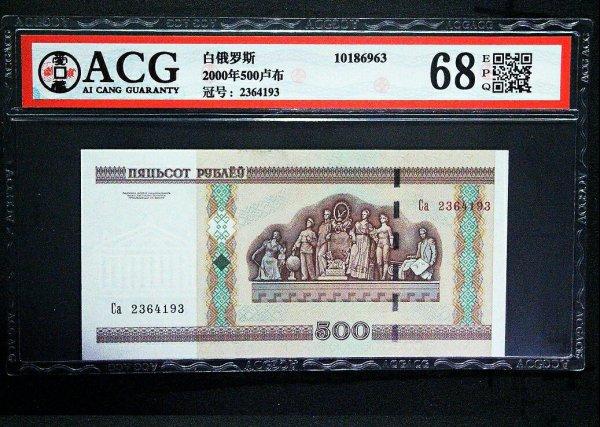 ACG
AI CANG GUARANTY
白俄罗斯
2000年500卢布
冠号：2364193
10186963
68
E
P
Q
ПЯЦЬСОТ РУБЛЁЎ
Са 2364193
Са 2364193
500